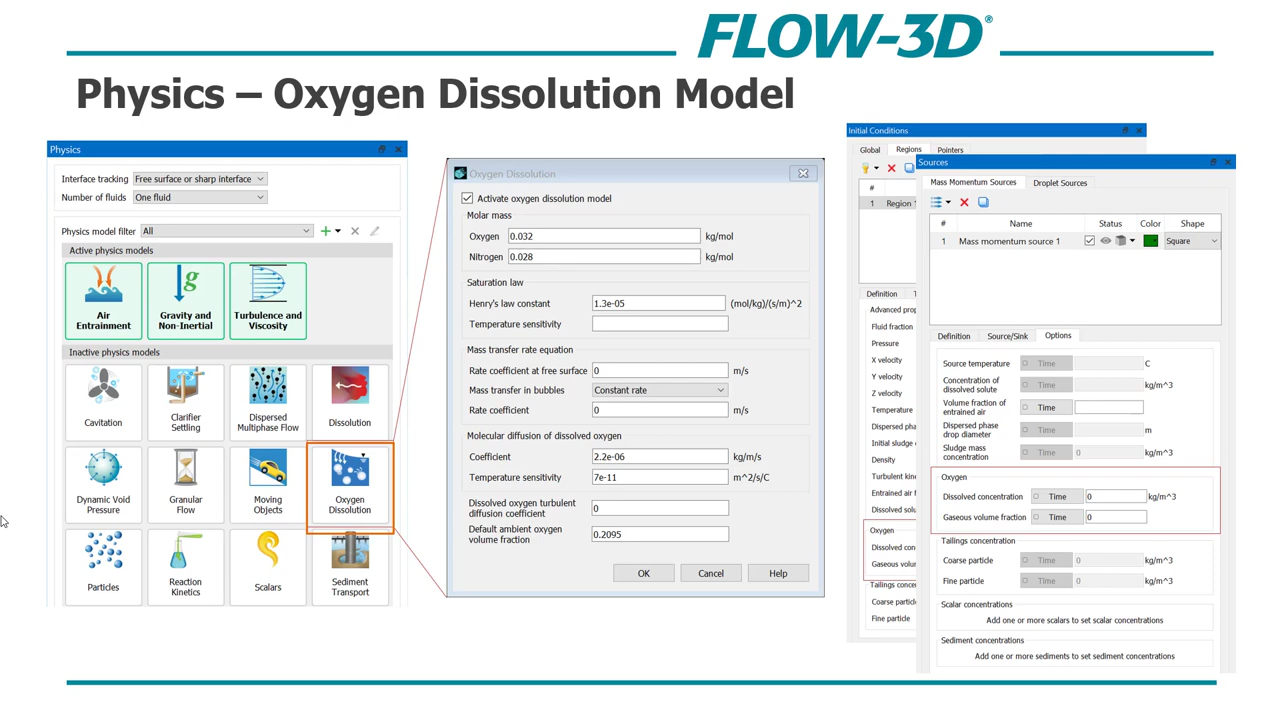 FLOW-3D®
Physics – Oxygen Dissolution Model
Physics
Interface tracking Free surface or sharp interface
Number of fluids One fluid
Physics model filter All
Active physics models
Air Entrainment
Gravity and Non-Inertial
Turbulence and Viscosity
Inactive physics models
Cavitation
Clarifier Settling
Dispersed Multiphase Flow
Dissolution
Dynamic Void Pressure
Granular Flow
Moving Objects
Oxygen Dissolution
Particles
Reaction Kinetics
Scalars
Sediment Transport
Oxygen Dissolution
Activate oxygen dissolution model
Molar mass
Oxygen 0.032 kg/mol
Nitrogen 0.028 kg/mol
Saturation law
Henry's law constant 1.3e-05 (mol/kg)/(s/m)^2
Temperature sensitivity
Mass transfer rate equation
Rate coefficient at free surface 0 m/s
Mass transfer in bubbles Constant rate
Rate coefficient 0 m/s
Molecular diffusion of dissolved oxygen
Coefficient 2.2e-06 kg/m/s
Temperature sensitivity 7e-11 m^2/s/C
Dissolved oxygen turbulent
diffusion coefficient 0
Default ambient oxygen
volume fraction 0.2095
OK Cancel Help
Initial Conditions
Global Regions Pointers
#
1 Region 1
Definition
Advanced
Fluid fraction
Pressure
X velocity
Y velocity
Z velocity
Temperature
Dispersed
Initial sludge
Density
Turbulent
Entrained air
Dissolved
Oxygen
Dissolved
Gaseous
Tailings
Coarse particle
Fine particle
Sources
Mass Momentum Sources Droplet Sources
# Name Status Color Shape
1 Mass momentum source 1 Square
Definition Source/Sink Options
Source temperature Time C
Concentration of
dissolved solute Time kg/m^3
Volume fraction of
entrained air Time
Dispersed phase
drop diameter Time m
Sludge mass
concentration Time 0 kg/m^3
Oxygen
Dissolved concentration Time 0 kg/m^3
Gaseous volume fraction Time 0
Tailings concentration
Coarse particle Time 0 kg/m^3
Fine particle Time 0 kg/m^3
Scalar concentrations
Add one or more scalars to set scalar concentrations
Sediment concentrations
Add one or more sediments to set sediment concentrations